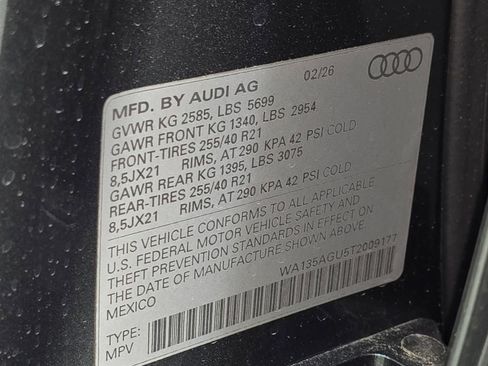 MFD. BY AUDI AG 02/26
GVWR KG 2585, LBS 5699
GAWR FRONT KG 1340, LBS 2954
FRONT-TIRES 255/40 R21
8,5JX21 RIMS, AT 290 KPA 42 PSI COLD
GAWR REAR KG 1395, LBS 3075
REAR-TIRES 255/40 R21
8,5JX21 RIMS, AT 290 KPA 42 PSI COLD
THIS VEHICLE CONFORMS TO ALL APPLICABLE
U.S. FEDERAL MOTOR VEHICLE SAFETY AND
THEFT PREVENTION STANDARDS IN EFFECT ON
THE DATE OF MANUFACTURE SHOWN ABOVE
MEXICO WA135AGU5T2009177
TYPE:
MPV